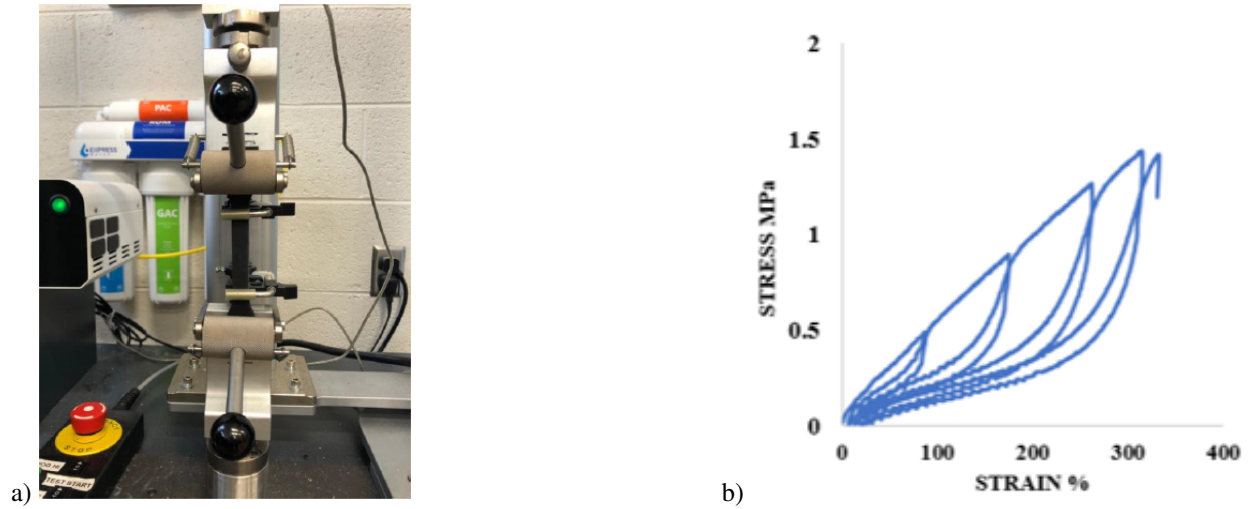 PAC
EXPRESS
WATER
GAC
STOP
TEST START
a)
2
1.5
1
0.5
0
STRESS MPa
0 100 200 300 400
STRAIN %
b)